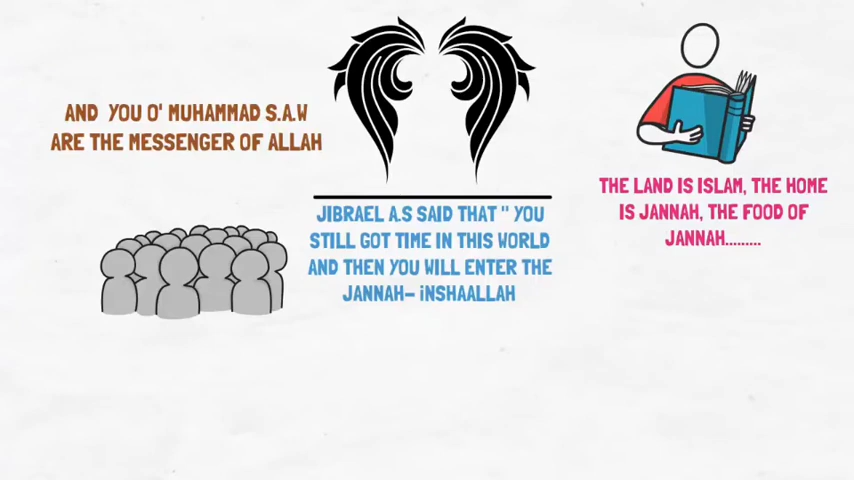 AND YOU O' MUHAMMAD S.A.W
ARE THE MESSENGER OF ALLAH
JIBRAEL A.S SAID THAT " YOU
STILL GOT TIME IN THIS WORLD
AND THEN YOU WILL ENTER THE
JANNAH- iNSHAALLAH
THE LAND IS ISLAM, THE HOME
IS JANNAH, THE FOOD OF
JANNAH.........